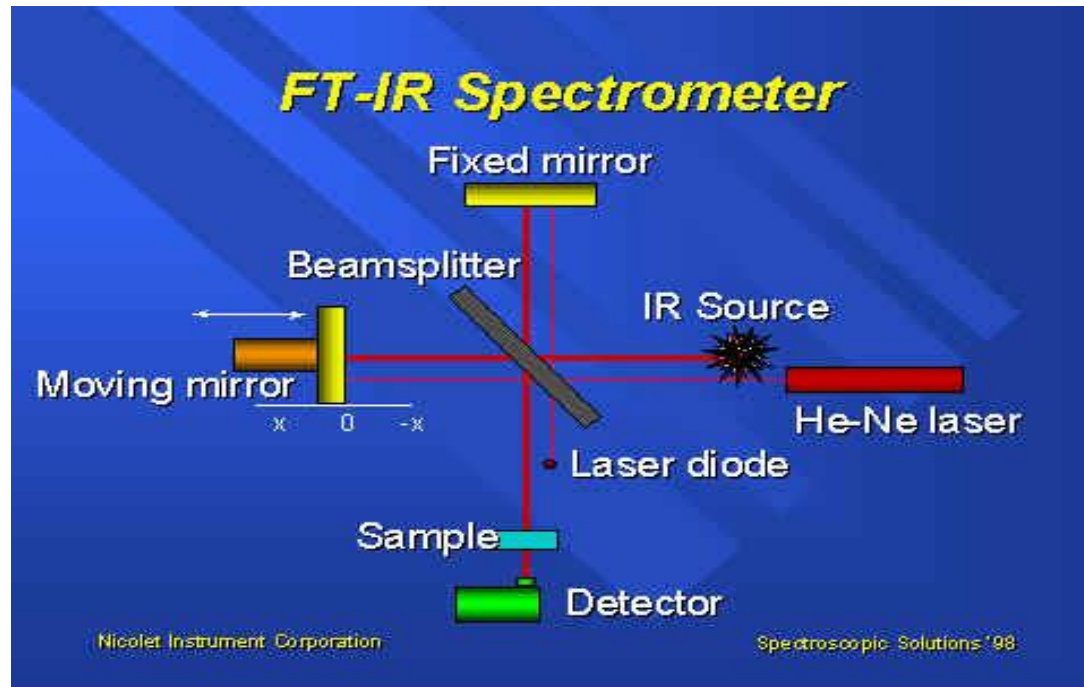 FT-IR Spectrometer
Fixed mirror
Beamsplitter
IR Source
Moving mirror
x 0 -x
He-Ne laser
Laser diode
Sample
Detector
Nicolet Instrument Corporation
Spectroscopic Solutions '98